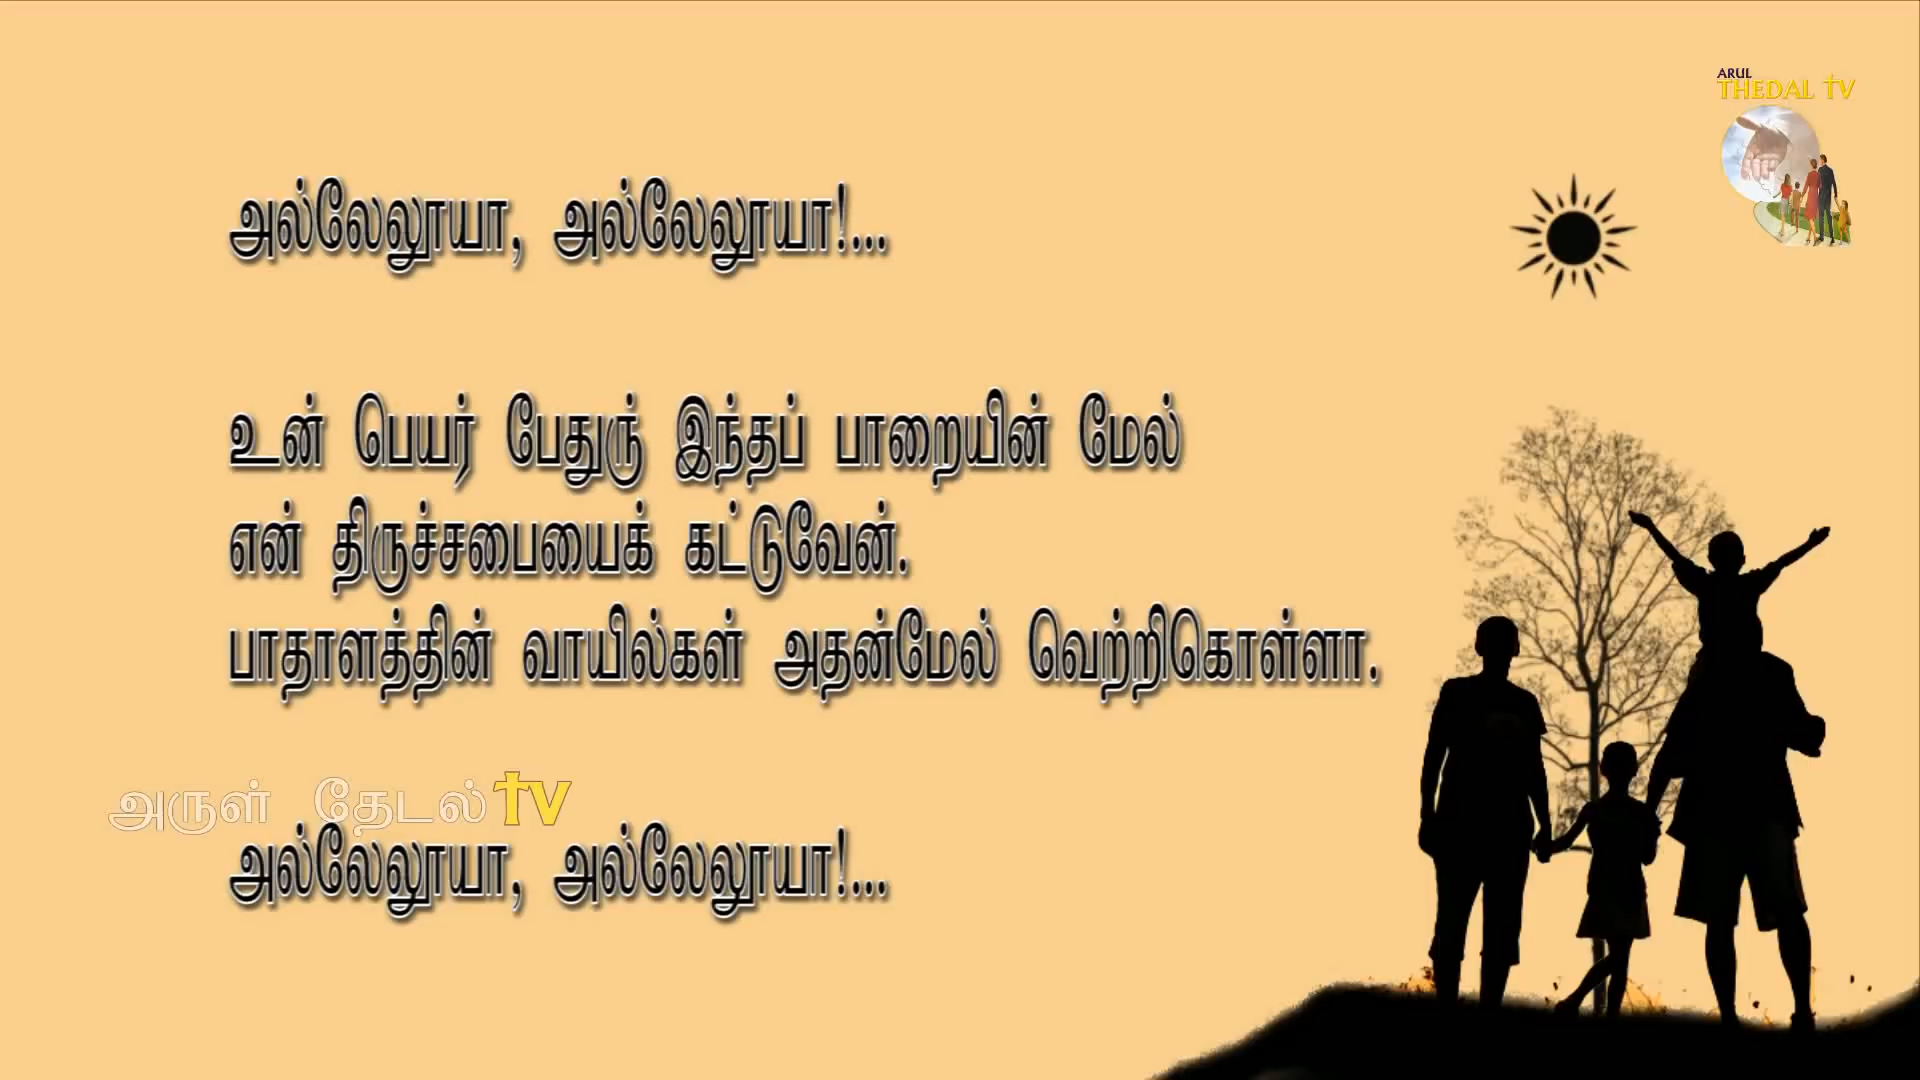 ARUL
THEDAL TV
அல்லேலூயா, அல்லேலூயா!...
உன் பெயர் பேதுரு் இந்தப் பாறையின் மேல்
என் திருச்சபையைக் கட்டுவேன்.
பாதாளத்தின் வாயில்கள் அதன்மேல் வெற்றிகொள்ளா.
அருள் தேடல் TV
அல்லேலூயா, அல்லேலூயா!...